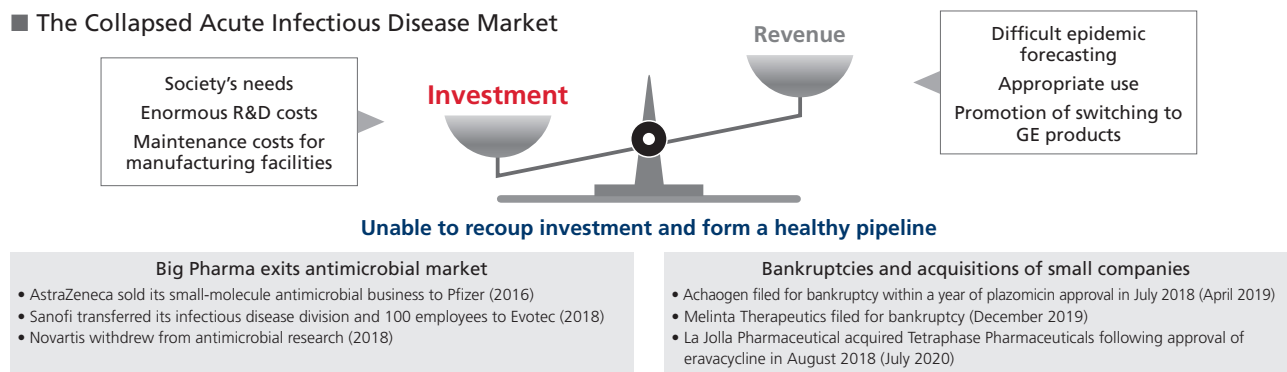 ■ The Collapsed Acute Infectious Disease Market
Society's needs
Enormous R&D costs
Maintenance costs for
manufacturing facilities
Investment
Revenue
Difficult epidemic
forecasting
Appropriate use
Promotion of switching to
GE products
Unable to recoup investment and form a healthy pipeline
Big Pharma exits antimicrobial market
• AstraZeneca sold its small-molecule antimicrobial business to Pfizer (2016)
• Sanofi transferred its infectious disease division and 100 employees to Evotec (2018)
• Novartis withdrew from antimicrobial research (2018)
Bankruptcies and acquisitions of small companies
• Achaogen filed for bankruptcy within a year of plazomicin approval in July 2018 (April 2019)
• Melinta Therapeutics filed for bankruptcy (December 2019)
• La Jolla Pharmaceutical acquired Tetraphase Pharmaceuticals following approval of
eravacycline in August 2018 (July 2020)